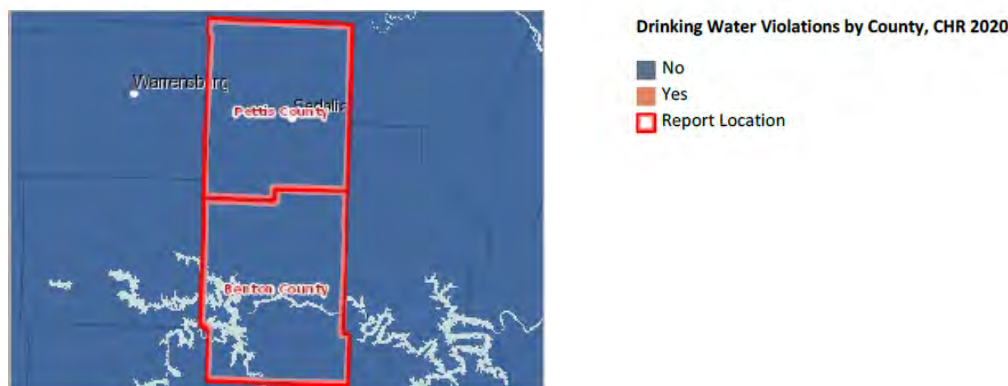 Warrensburg
Sedalia
Pettis County
Benton County
Drinking Water Violations by County, CHR 2020
No
Yes
Report Location